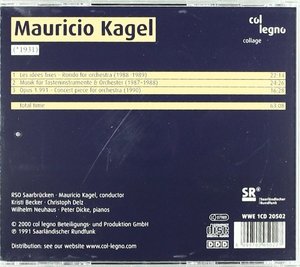 Mauricio Kagel
(*1931)
col
legno
collage
1 Les idées fixes - Rondo for orchestra (1988-1989) 22:14
2 Musik für Tasteninstrumente & Orchester (1987-1988) 24:26
3 Opus 1.991 - Concert piece for orchestra (1990) 16:28
total time 63:08
RSO Saarbrücken · Mauricio Kagel, conductor
Kristi Becker · Christoph Delz
Wilhelm Neuhaus · Peter Dicke, pianos
SR
Saarländischer
Rundfunk
© 2000 col legno Beteiligungs- und Produktion GmbH
℗ 1991 Saarländischer Rundfunk
DDD
WWE 1CD 20502
Distribution: see our website www.col-legno.com